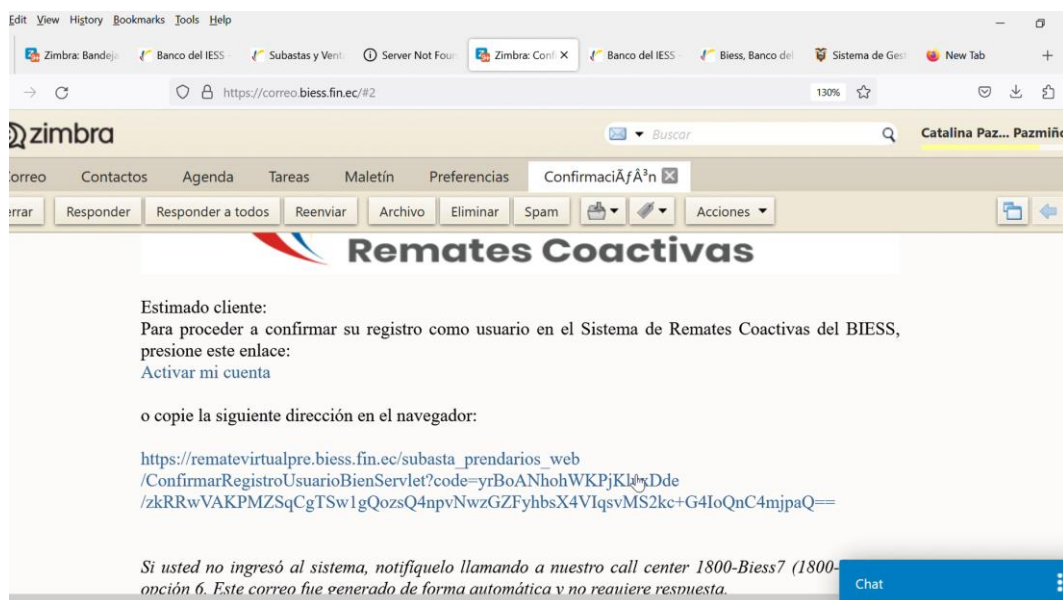 Edit View History Bookmarks Tools Help
Zimbra: Bandeja Banco del IESS - Subastas y Vent Server Not Four Zimbra: Conf Banco del IESS - Biess, Banco del Sistema de Gest New Tab
https://correo.biess.fin.ec/#2 130%
zimbra Buscar Catalina Paz... Pazmiño
orreo Contactos Agenda Tareas Maletín Preferencias ConfirmaciÃƒÂ³n
errar Responder Responder a todos Reenviar Archivo Eliminar Spam Acciones
Remates Coactivas
Estimado cliente:
Para proceder a confirmar su registro como usuario en el Sistema de Remates Coactivas del BIESS,
presione este enlace:
Activar mi cuenta
o copie la siguiente dirección en el navegador:
https://rematevirtualpre.biess.fin.ec/subasta_prendarios_web
/ConfirmarRegistroUsuarioBienServlet?
/zkRRwVAKPMZSqCgTSw1gQozsQ4npvNwzGZFyhbsX4VIqsvMS2kc+G4IoQnC4mjpaQ==
Si usted no ingresó al sistema, notifíquelo llamando a nuestro call center 1800-Biess7 (1800-
opción 6. Este correo fue generado de forma automática y no requiere respuesta.
Chat